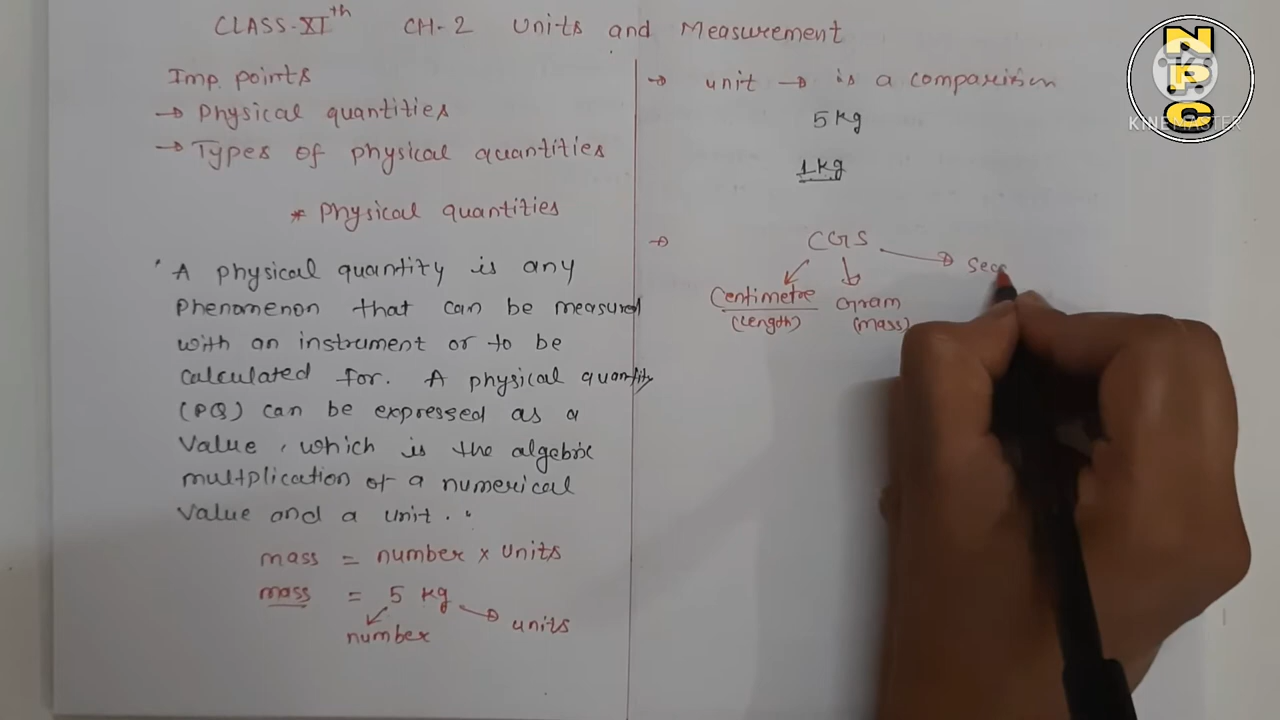 CLASS-XIth CH-2 Units and Measurement
Imp. points
→ Physical quantities
→ Types of physical quantities
* Physical quantities
A physical quantity is any
phenomenon that can be measured
with an instrument or to be
calculated for. A physical quantity
(PQ) can be expressed as a
value, which is the algebric
multplication of a numerical
value and a unit.
mass = number x units
mass = 5 kg
number
units
→ unit → is a comparison
5 kg
1 kg
→ CGS
Centimetre
(Length)
Gram
(mass)
NPC
KINEMASTER